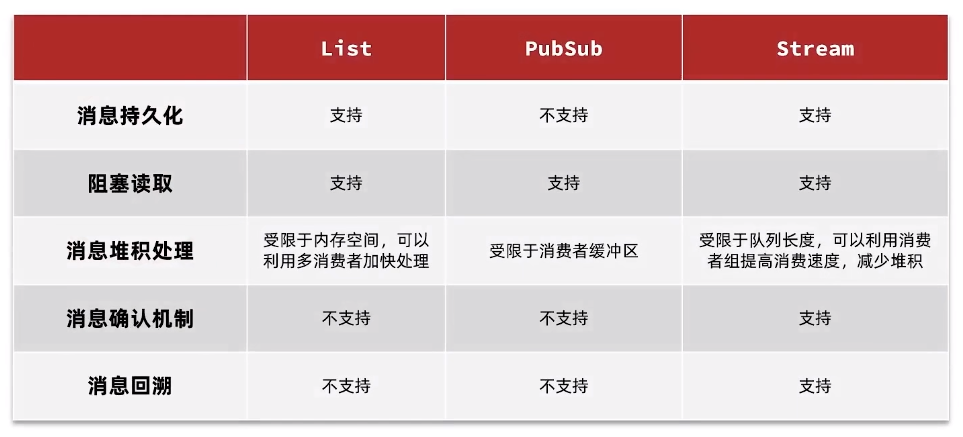 List PubSub Stream
消息持久化 支持 不支持 支持
阻塞读取 支持 支持 支持
消息堆积处理 受限于内存空间，可以 利用多消费者加快处理 受限于消费者缓冲区 受限于队列长度，可以利用消费 者组提高消费速度，减少堆积
消息确认机制 不支持 不支持 支持
消息回溯 不支持 不支持 支持